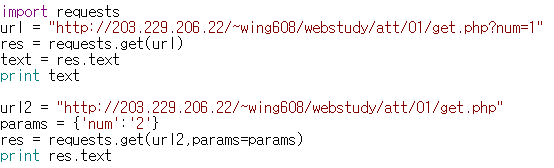 import requests
url = "http://203.229.206.22/~wing608/webstudy/att/01/get.php?num=1"
res = requests.get(url)
text = res.text
print text

url2 = "http://203.229.206.22/~wing608/webstudy/att/01/get.php"
params = {'num':'2'}
res = requests.get(url2,params=params)
print res.text